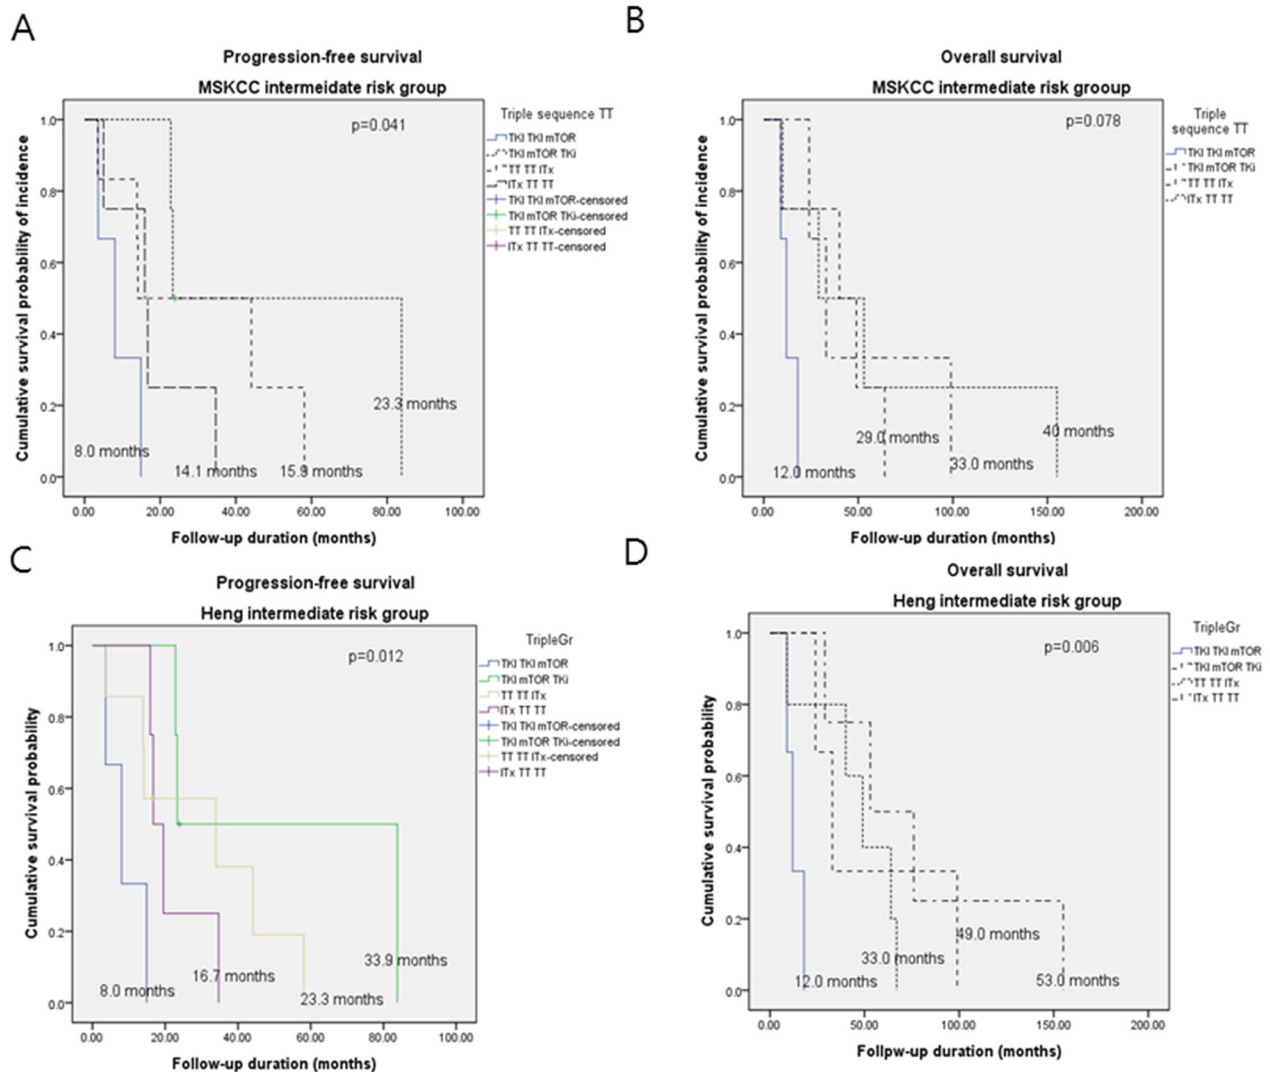 A
Progression-free survival
MSKCC intermeidate risk group
p=0.041
Cumulative survival probability of incidence
1.0
0.8
0.6
0.4
0.2
0.0
8.0 months
14.1 months
15.9 months
23.3 months
0.00 20.00 40.00 60.00 80.00 100.00
Follow-up duration (months)
Triple sequence TT
TKI TKI mTOR
TKI mTOR TKi
TT TT ITx
ITx TT TT
TKI TKI mTOR-censored
TKI mTOR TKi-censored
TT TT ITx-censored
ITx TT TT-censored
B
Overall survival
MSKCC intermediate risk grooup
p=0.078
Cumulative survival probability of incidence
1.0
0.8
0.6
0.4
0.2
0.0
12.0 months
29.0 months
33.0 months
40 months
0.00 50.00 100.00 150.00 200.00
Follow-up duration (months)
Triple
sequence TT
TKI TKI mTOR
TKI mTOR TKi
TT TT ITx
ITx TT TT
C
Progression-free survival
Heng intermediate risk group
p=0.012
Cumulative survival probability
1.0
0.8
0.6
0.4
0.2
0.0
8.0 months
16.7 months
23.3 months
33.9 months
0.00 20.00 40.00 60.00 80.00 100.00
Follow-up duration (months)
TripleGr
TKI TKI mTOR
TKI mTOR TKi
TT TT ITx
ITx TT TT
TKI TKI mTOR-censored
TKI mTOR TKi-censored
TT TT ITx-censored
ITx TT TT
D
Overall survival
Heng intermediate risk group
p=0.006
Cumulative survival probability
1.0
0.8
0.6
0.4
0.2
0.0
12.0 months
33.0 months
49.0 months
53.0 months
0.00 50.00 100.00 150.00 200.00
Follpw-up duration (months)
TripleGr
TKI TKI mTOR
TKI mTOR TKi
TT TT ITx
ITx TT TT